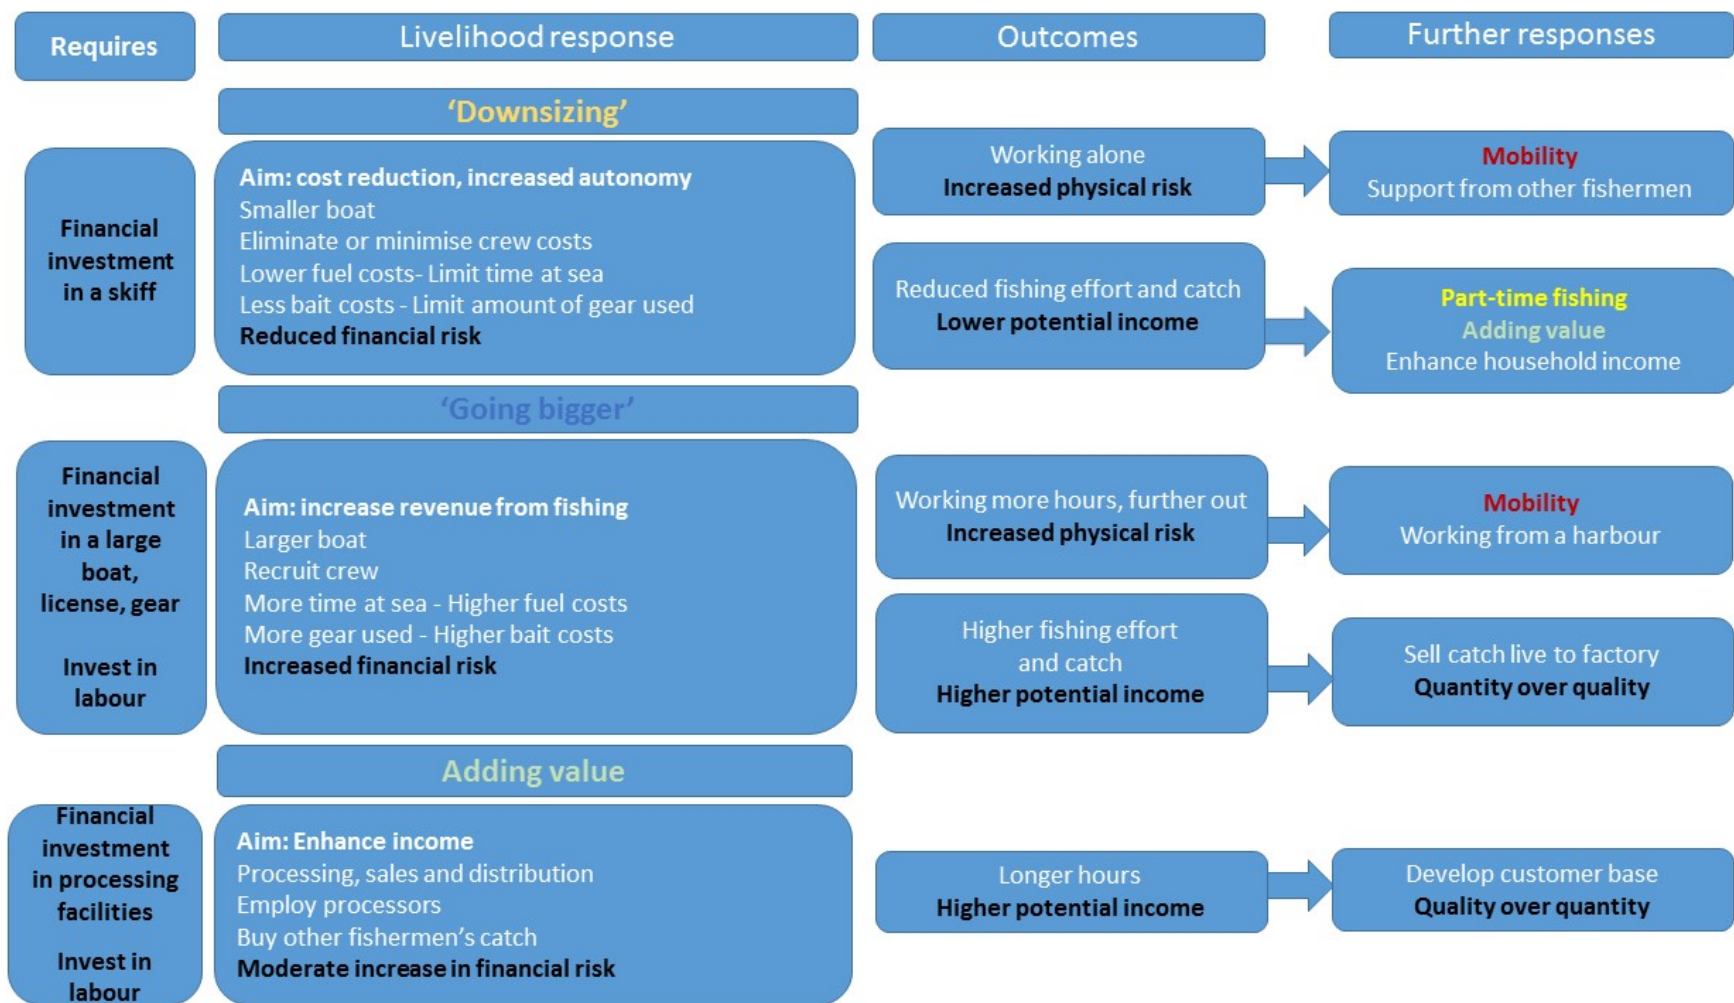 Requires
Livelihood response
Outcomes
Further responses
‘Downsizing’
Financial
investment
in a skiff
Aim: cost reduction, increased autonomy
Smaller boat
Eliminate or minimise crew costs
Lower fuel costs- Limit time at sea
Less bait costs - Limit amount of gear used
Reduced financial risk
Working alone
Increased physical risk
Mobility
Support from other fishermen
Reduced fishing effort and catch
Lower potential income
Part-time fishing
Adding value
Enhance household income
‘Going bigger’
Financial
investment
in a large
boat,
license, gear
Invest in
labour
Aim: increase revenue from fishing
Larger boat
Recruit crew
More time at sea - Higher fuel costs
More gear used - Higher bait costs
Increased financial risk
Working more hours, further out
Increased physical risk
Mobility
Working from a harbour
Higher fishing effort
and catch
Higher potential income
Sell catch live to factory
Quantity over quality
Adding value
Financial
investment
in processing
facilities
Invest in
labour
Aim: Enhance income
Processing, sales and distribution
Employ processors
Buy other fishermen’s catch
Moderate increase in financial risk
Longer hours
Higher potential income
Develop customer base
Quality over quantity